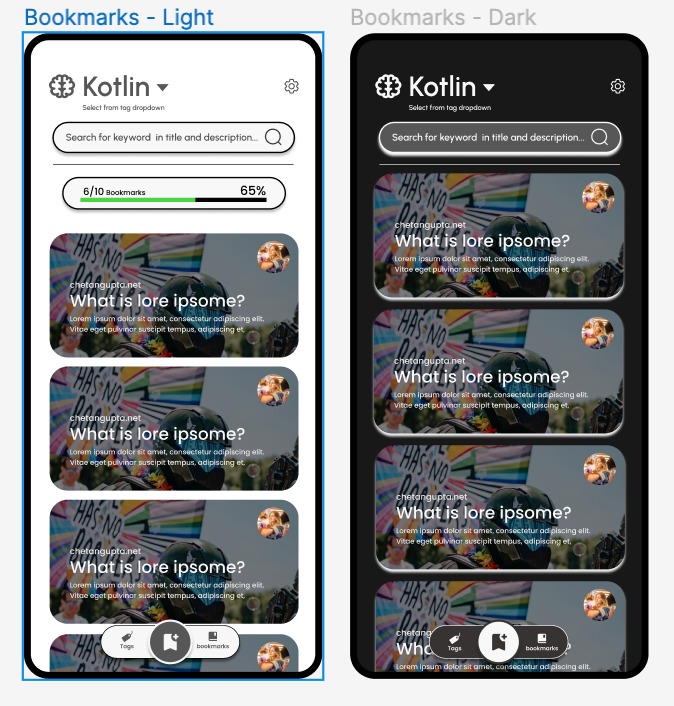 Bookmarks - Light
Kotlin
Select from tag dropdown
Search for keyword in title and description...
6/10 Bookmarks 65%
HAS NO
chetangupta.net
What is lore ipsome?
Lorem ipsum dolor sit amet, consectetur adipiscing elit.
Vitae eget pulvinar suscipit tempus, adipiscing et.
HAS NO
chetangupta.net
What is lore ipsome?
Lorem ipsum dolor sit amet, consectetur adipiscing elit.
Vitae eget pulvinar suscipit tempus, adipiscing et.
HAS NO
chetangupta.net
What is lore ipsome?
Lorem ipsum dolor sit amet, consectetur adipiscing elit.
Vitae eget pulvinar suscipit tempus, adipiscing et.
Tags bookmarks
Bookmarks - Dark
Kotlin
Select from tag dropdown
Search for keyword in title and description...
chetangupta.net
What is lore ipsome?
Lorem ipsum dolor sit amet, consectetur adipiscing elit.
Vitae eget pulvinar suscipit tempus, adipiscing et.
chetangupta.net
What is lore ipsome?
Lorem ipsum dolor sit amet, consectetur adipiscing elit.
Vitae eget pulvinar suscipit tempus, adipiscing et.
chetangupta.net
What is lore ipsome?
Lorem ipsum dolor sit amet, consectetur adipiscing elit.
Vitae eget pulvinar suscipit tempus, adipiscing et.
Tags bookmarks